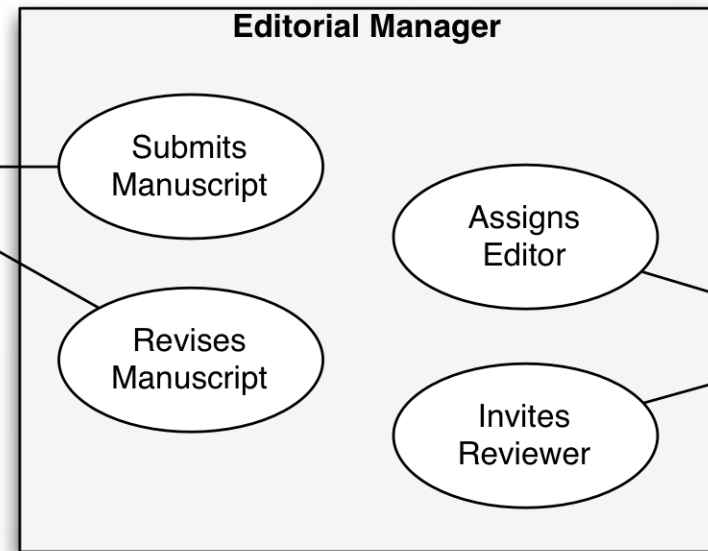 Editorial Manager
Submits
Manuscript
Assigns
Editor
Revises
Manuscript
Invites
Reviewer